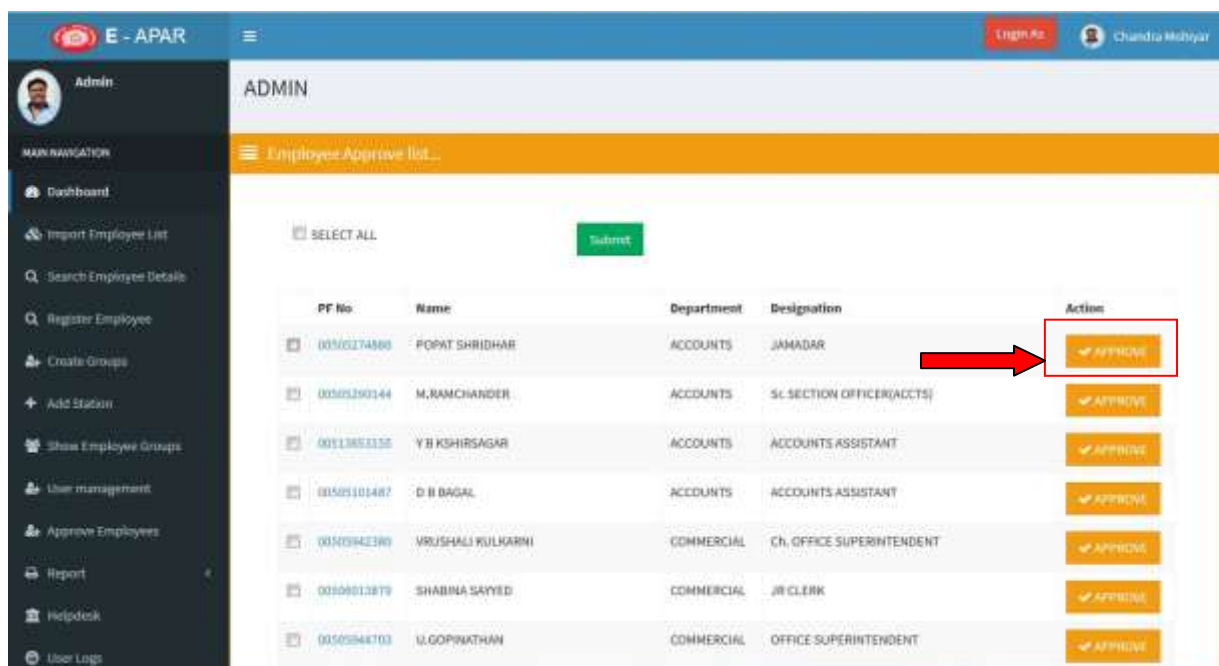 E - APAR
Login As
Chandra Mohiyar
Admin
ADMIN
MAIN NAVIGATION
Employee Approve list...
Dashboard
Import Employee List
SELECT ALL
Submit
Search Employee Details
PF No Name Department Designation Action
Register Employee
POPAT SHRIDHAR ACCOUNTS JAMADAR APPROVE
Create Groups
00505290144 M.RAMCHANDER ACCOUNTS Sr. SECTION OFFICER(ACCTS) APPROVE
Add Station
Show Employee Groups
Y B KSHIRSAGAR ACCOUNTS ACCOUNTS ASSISTANT APPROVE
User management
00505101487 D B BAGAL ACCOUNTS ACCOUNTS ASSISTANT APPROVE
Approve Employees
VRUSHALI KULKARNI COMMERCIAL Ch. OFFICE SUPERINTENDENT APPROVE
Report
SHABINA SAYYED COMMERCIAL JR CLERK APPROVE
Helpdesk
U.GOPINATHAN COMMERCIAL OFFICE SUPERINTENDENT APPROVE
User Logs